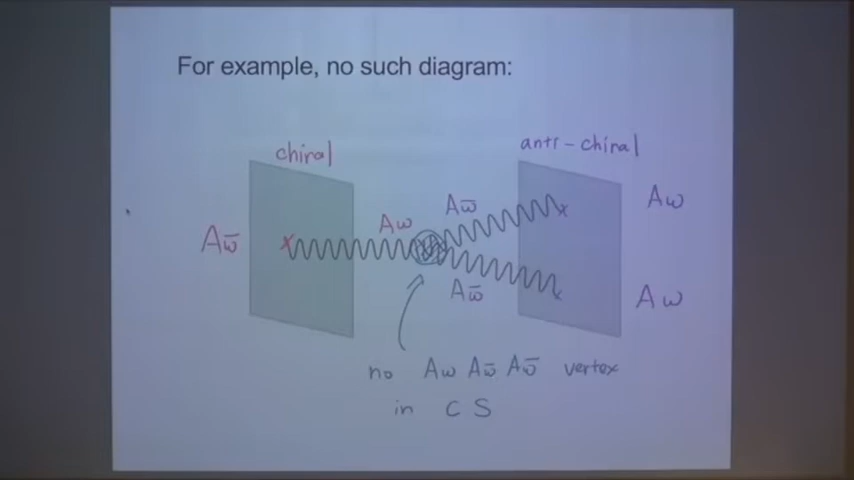 For example, no such diagram:
chiral
anti-chiral
Aω̄
Aω
Aω̄
Aω̄
Aω
Aω
no Aω Aω̄ Aω̄ vertex
in CS